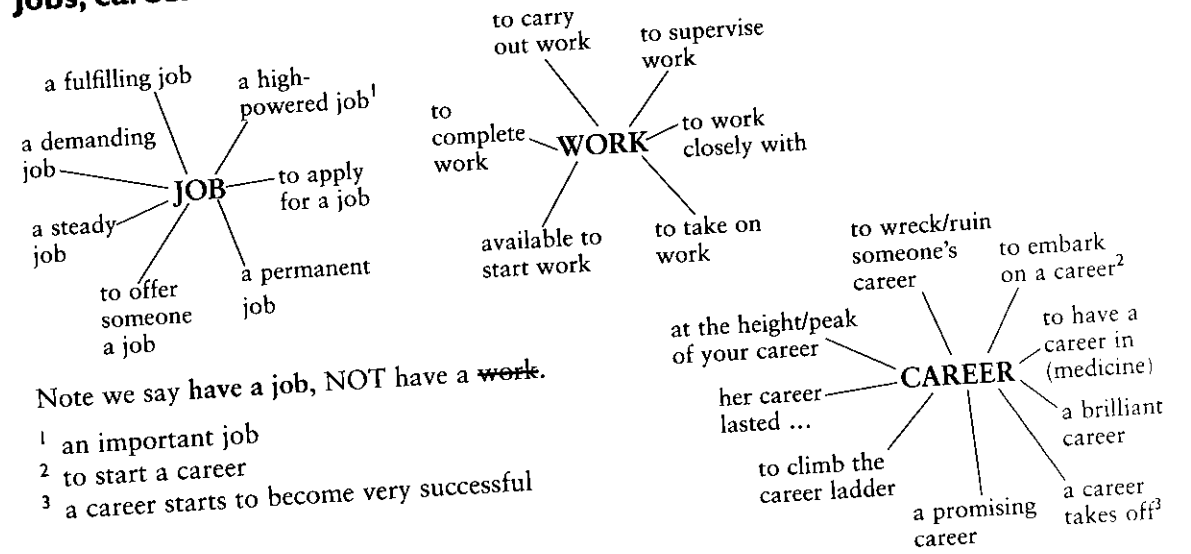 Jobs,
a fulfilling job
a high-
powered job¹
a demanding
job
JOB
to apply
for a job
a steady
job
to offer
someone
a job
a permanent
job
to carry
out work
to supervise
work
to
complete
work
WORK
to work
closely with
available to
start work
to take on
work
to wreck/ruin
someone's
career
to embark
on a career²
at the height/peak
of your career
to have a
career in
(medicine)
CAREER
her career
lasted ...
a brilliant
career
to climb the
career ladder
a promising
career
a career
takes off³
Note we say have a job, NOT have a work.
¹ an important job
² to start a career
³ a career starts to become very successful